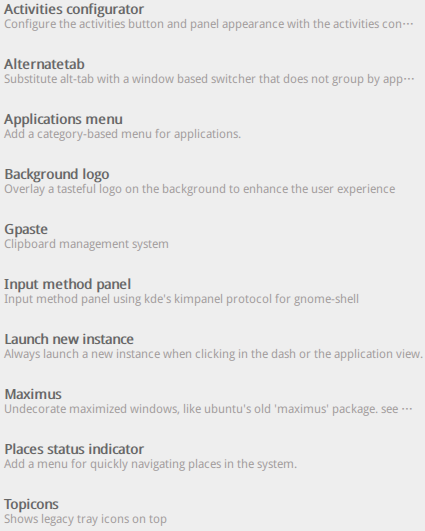 Activities configurator
Configure the activities button and panel appearance with the activities con···
Alternatetab
Substitute alt-tab with a window based switcher that does not group by app···
Applications menu
Add a category-based menu for applications.
Background logo
Overlay a tasteful logo on the background to enhance the user experience
Gpaste
Clipboard management system
Input method panel
Input method panel using kde's kimpanel protocol for gnome-shell
Launch new instance
Always launch a new instance when clicking in the dash or the application view.
Maximus
Undecorate maximized windows, like ubuntu's old 'maximus' package. see ···
Places status indicator
Add a menu for quickly navigating places in the system.
Topicons
Shows legacy tray icons on top